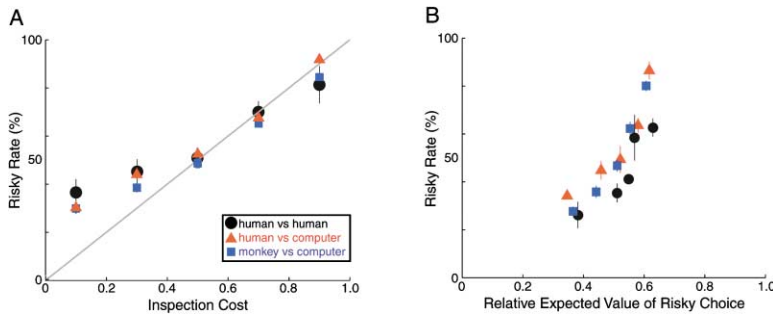 A
Risky Rate (%)
100
50
0
0
0.2
0.4
0.6
0.8
1.0
Inspection Cost
human vs human
human vs computer
monkey vs computer
B
Risky Rate (%)
100
50
0
0
0.2
0.4
0.6
0.8
1.0
Relative Expected Value of Risky Choice